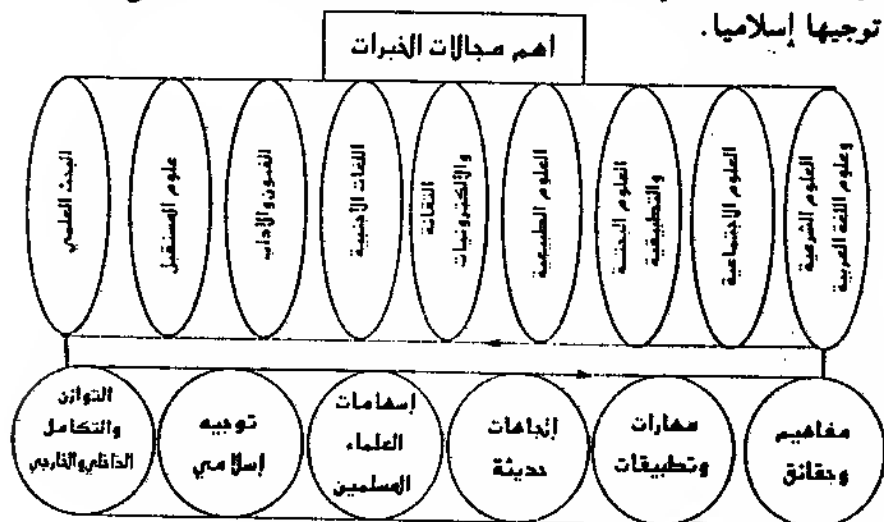 توجيها إسلاميا.
اهم مجالات الخبرات
العلوم الشرعية
وعلوم اللغة العربية
العلوم الاجتماعية
العلوم البحتة
والتطبيقية
العلوم الطبيعية
التقانة
والألكترونيات
اللغات الأجنبية
الفنون والآداب
علوم المستقبل
البحث العلمي
مفاهيم
وحقائق
مهارات
وتطبيقات
إتجاهات
حديثة
إسهامات
العلماء
المسلمين
توجيه
إسلامي
التوازن
والتكامل
الداخلي والخارجي